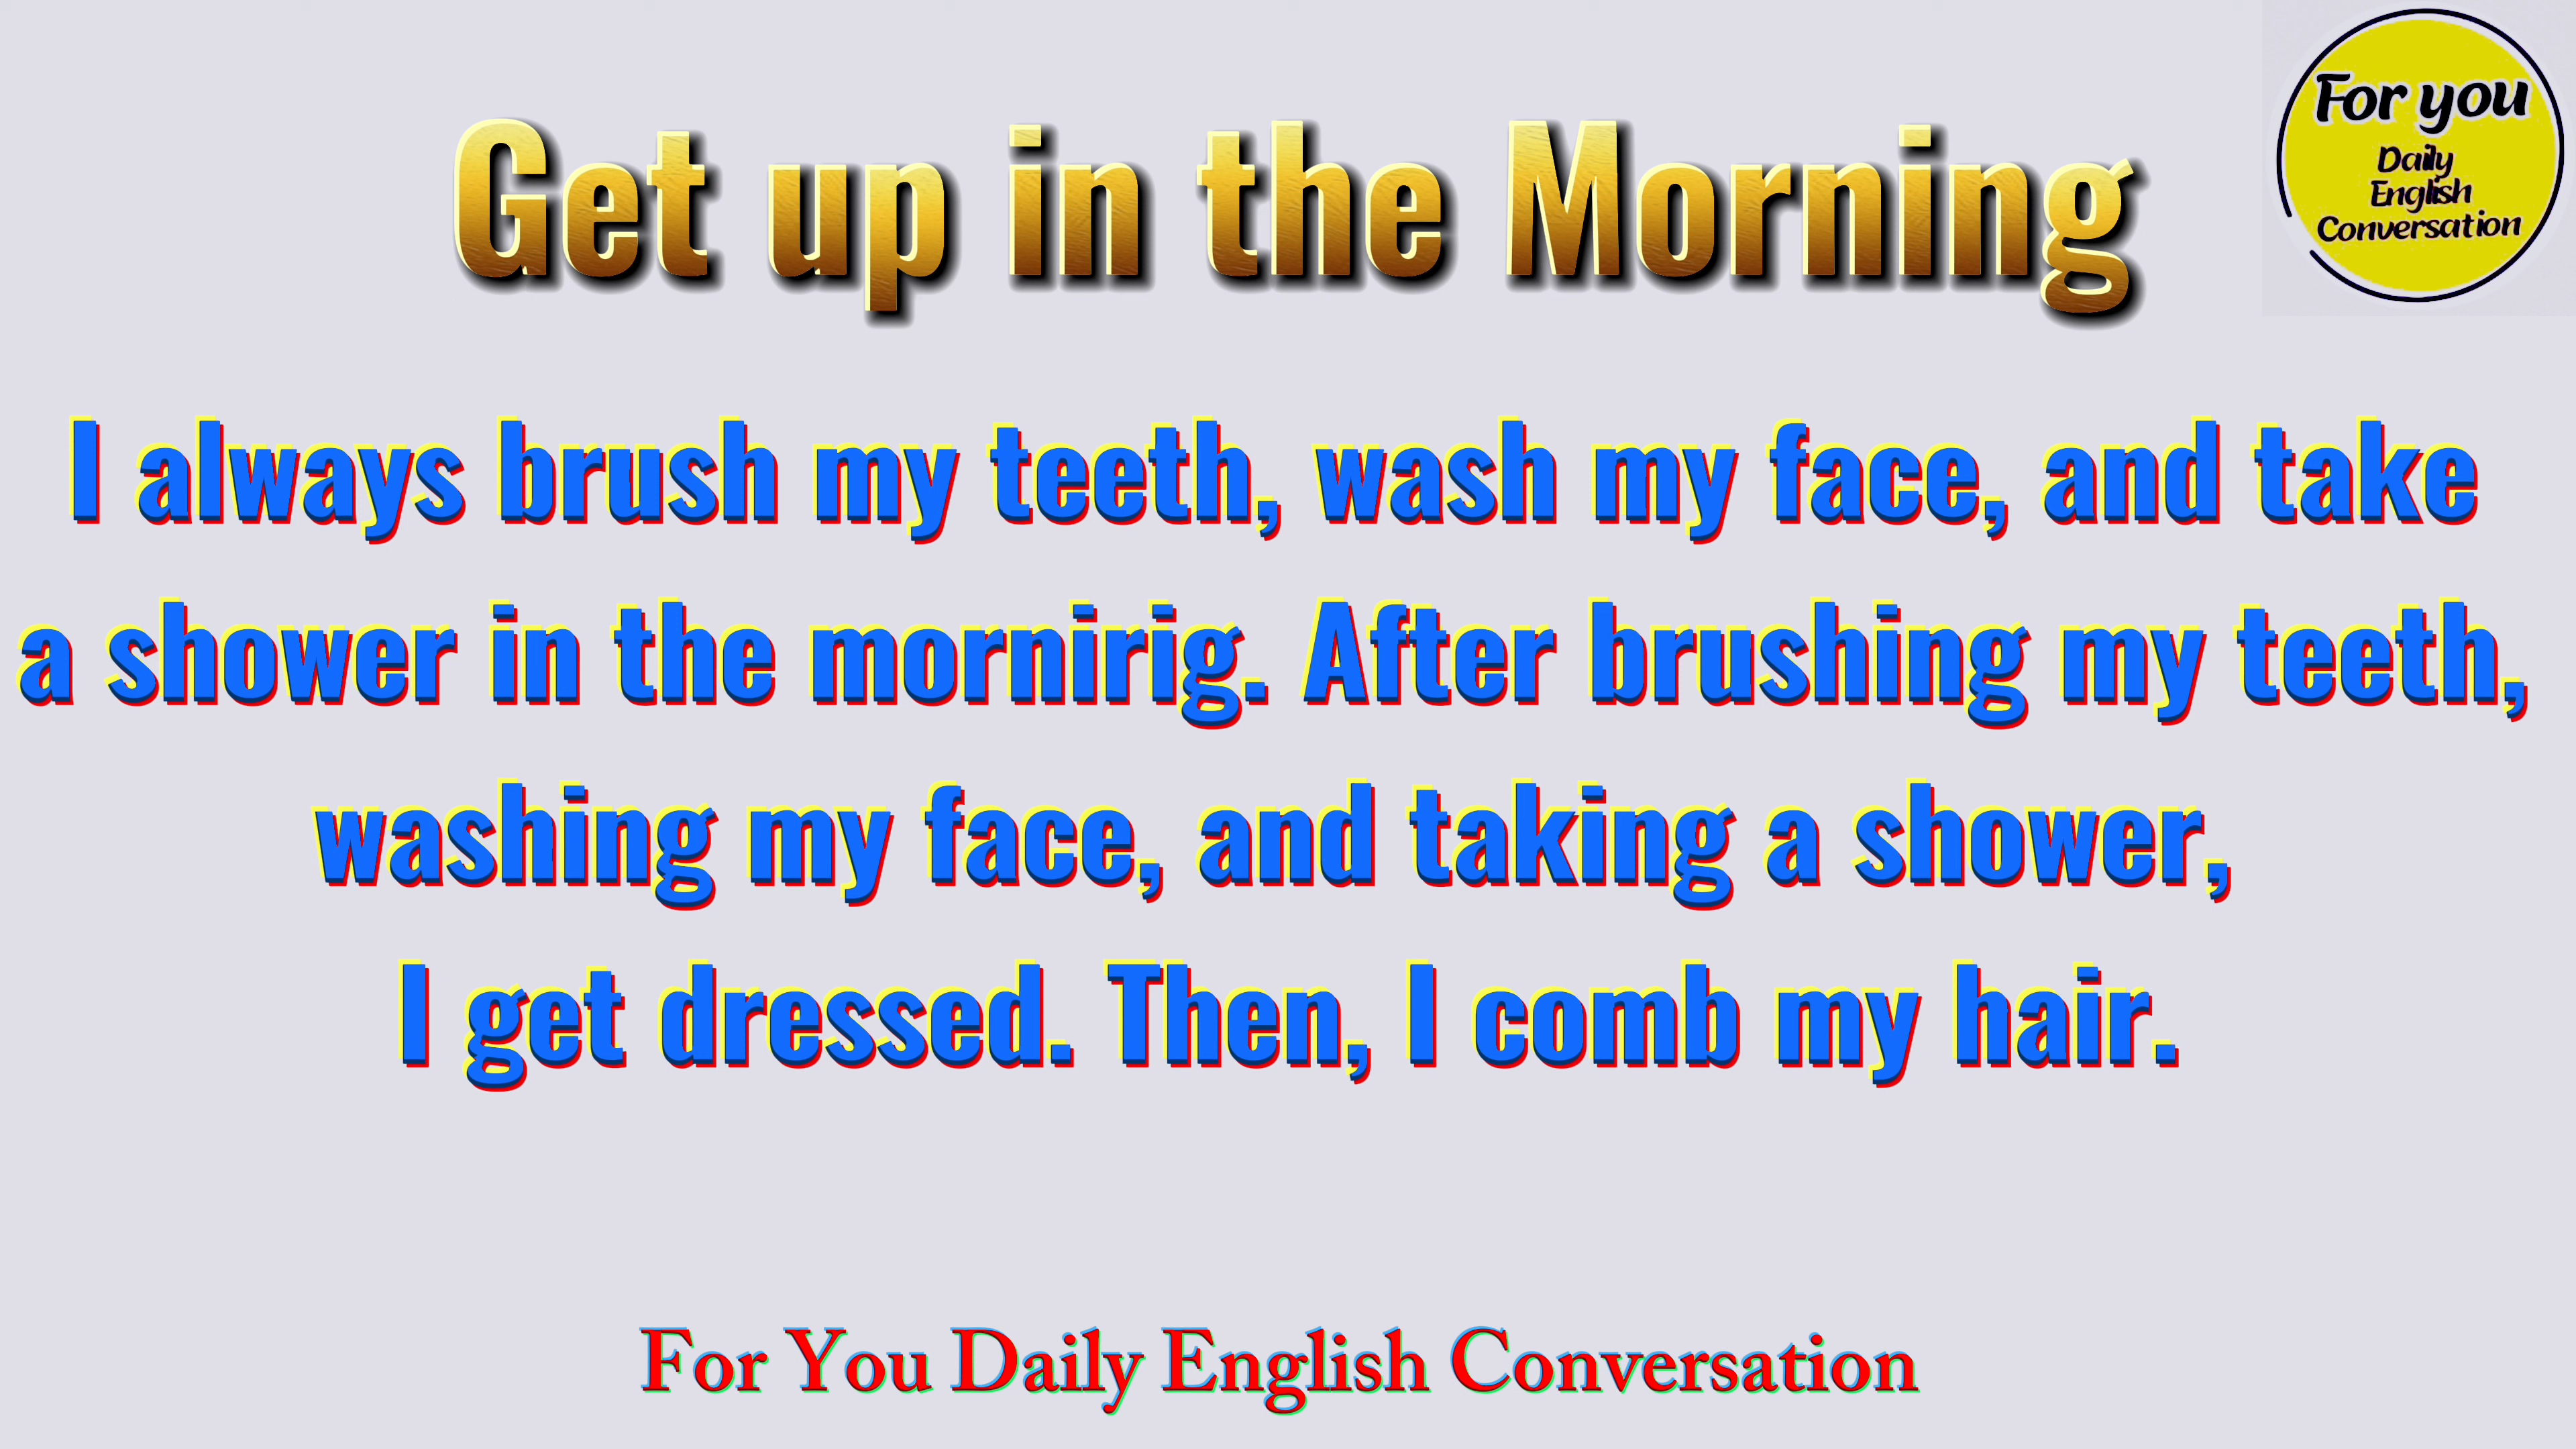 Get up in the Morning
For you
Daily
English
Conversation
I always brush my teeth, wash my face, and take
a shower in the mornirig. After brushing my teeth,
washing my face, and taking a shower,
I get dressed. Then, I comb my hair.
For You Daily English Conversation